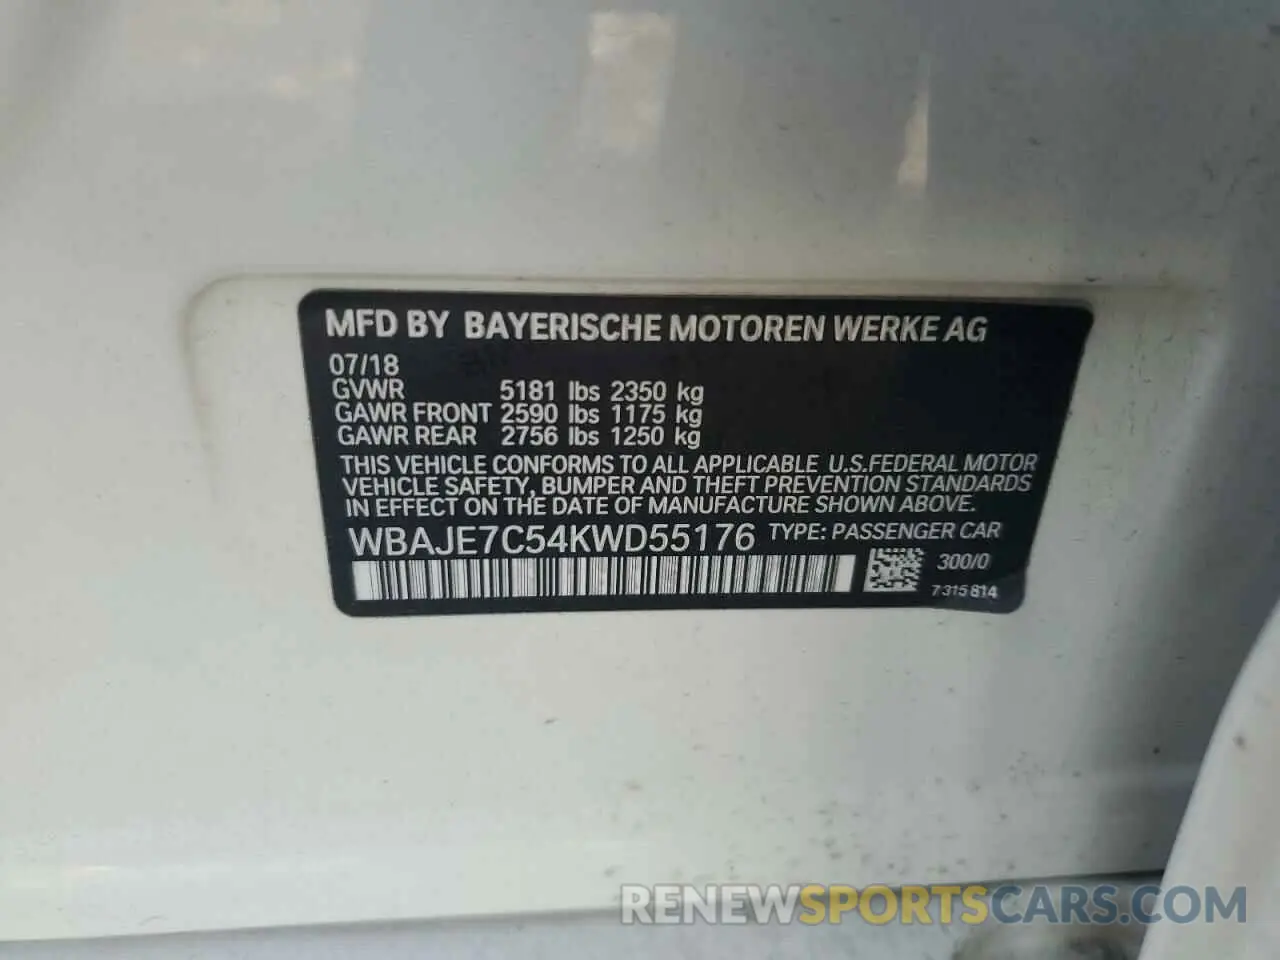 MFD BY BAYERISCHE MOTOREN WERKE AG
07/18
GVWR 5181 lbs 2350 kg
GAWR FRONT 2590 lbs 1175 kg
GAWR REAR 2756 lbs 1250 kg
THIS VEHICLE CONFORMS TO ALL APPLICABLE U.S.FEDERAL MOTOR
VEHICLE SAFETY, BUMPER AND THEFT PREVENTION STANDARDS
IN EFFECT ON THE DATE OF MANUFACTURE SHOWN ABOVE.
WBAJE7C54KWD55176 TYPE: PASSENGER CAR
300/0
7315814
RENEWSPORTSCARS.COM